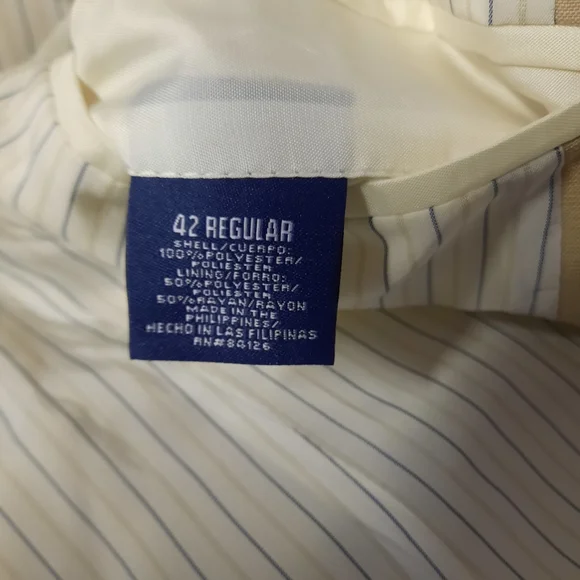 42 REGULAR
SHELL/CUERPO:
100%POLYESTER/
POLIESTER
LINING/FORRO:
50%POLYESTER/
POLIESTER
50%RAYAN/RAYON
MADE IN THE
PHILIPPINES/
HECHO IN LAS FILIPINAS
RN#84126